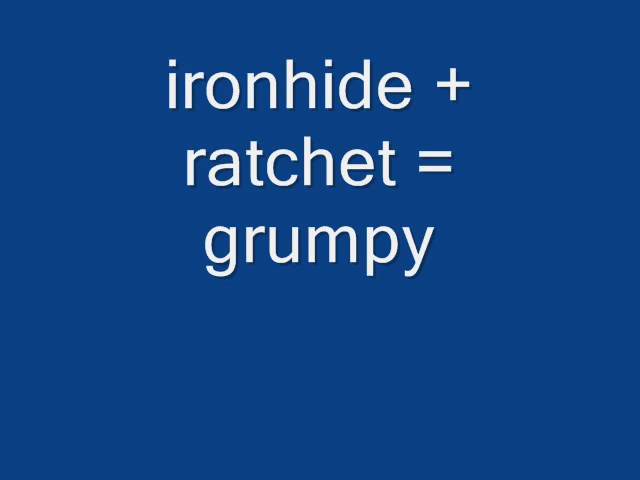 ironhide +
ratchet =
grumpy